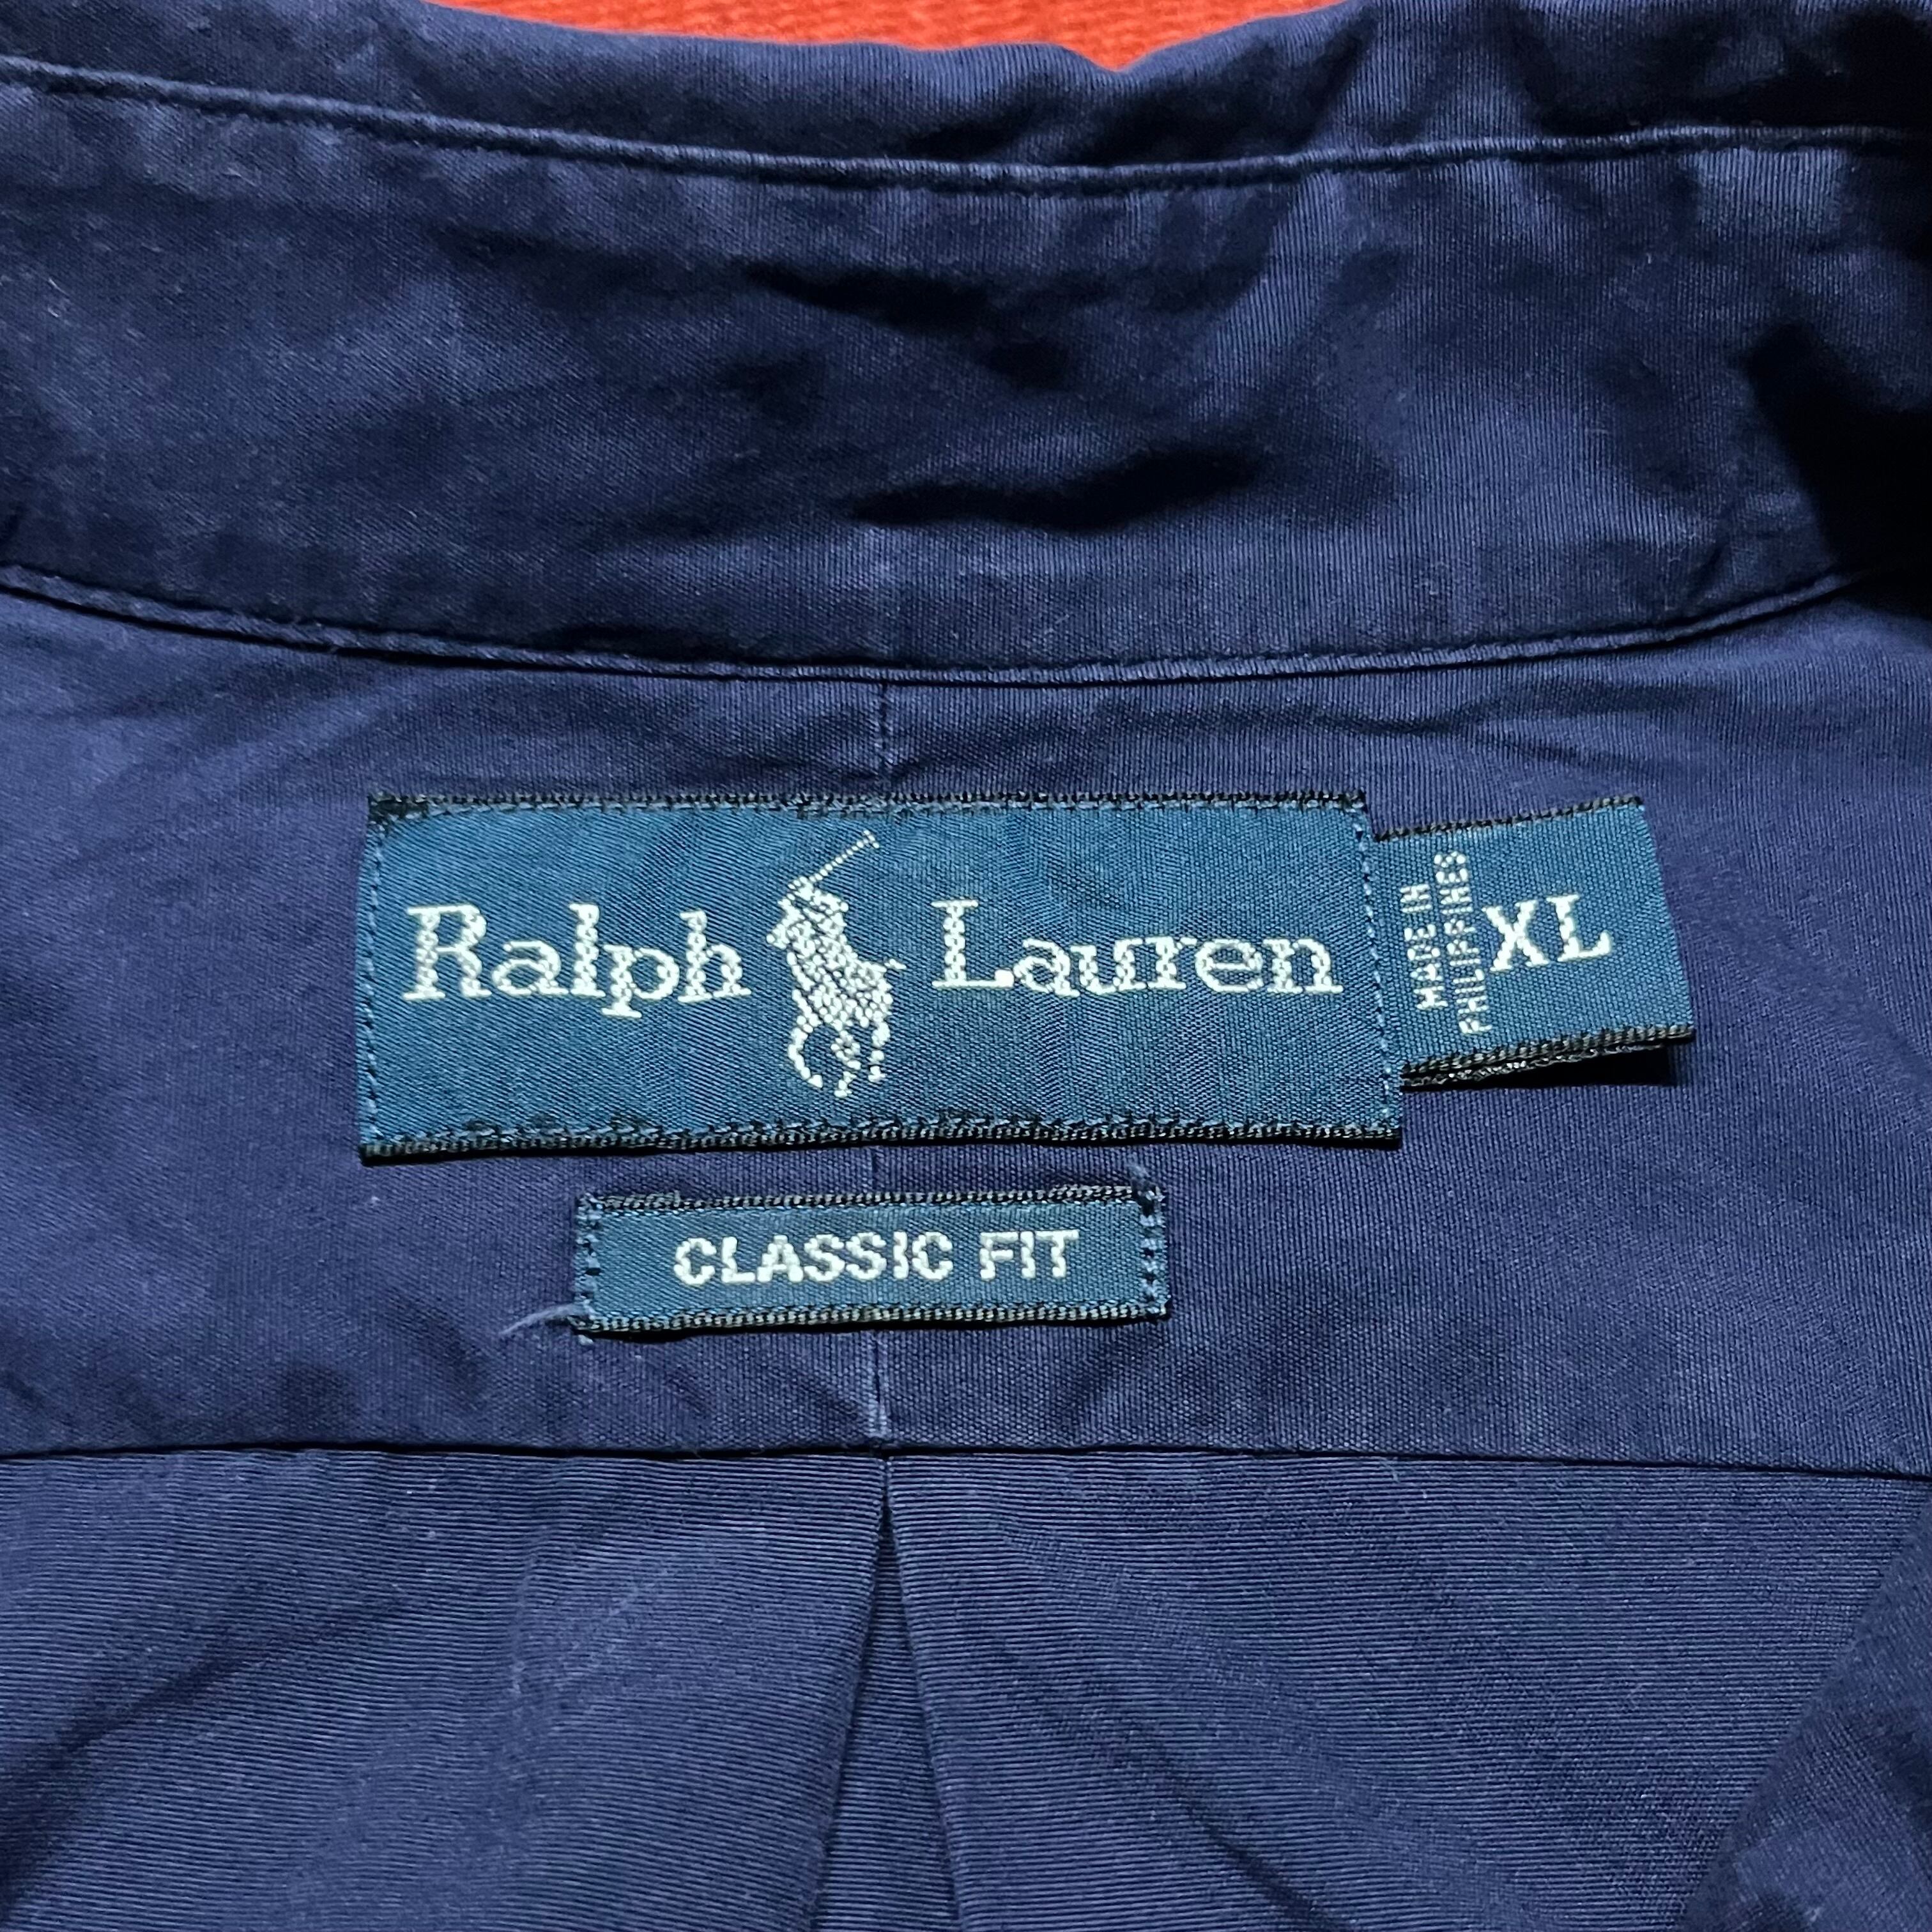 Ralph Lauren
MADE IN
PHILIPPINES
XL
CLASSIC FIT